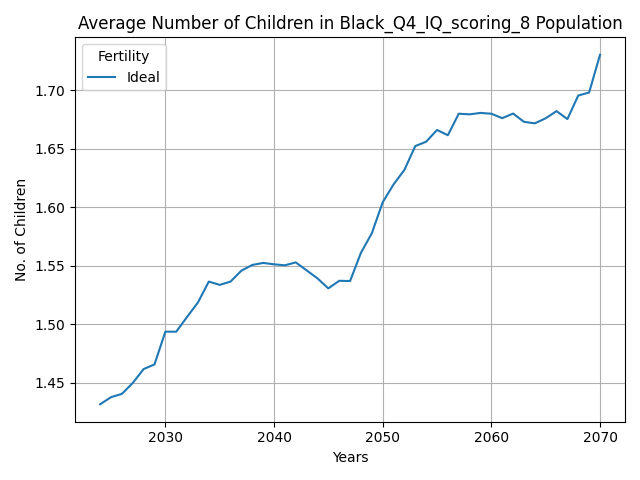 Average Number of Children in Black_Q4_IQ_scoring_8 Population
Fertility
Ideal
No. of Children
1.70
1.65
1.60
1.55
1.50
1.45
2030 2040 2050 2060 2070
Years